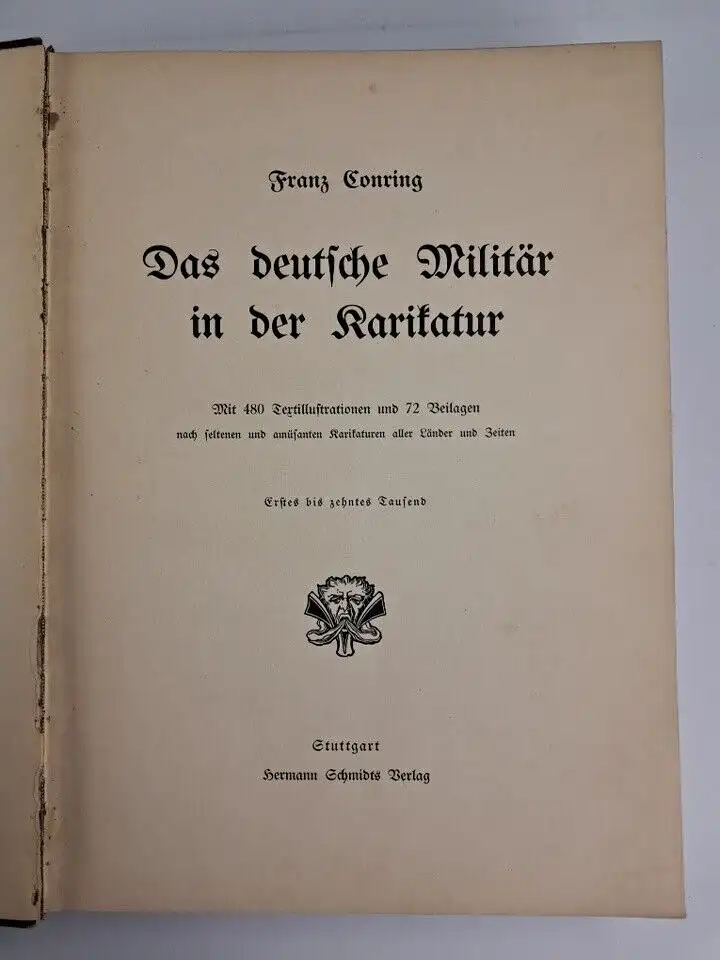 Franz Conring
Das deutsche Militär
in der Karikatur
Mit 480 Textillustrationen und 72 Beilagen
nach seltenen und amüsanten Karikaturen aller Länder und Zeiten
Erstes bis zehntes Tausend
Stuttgart
Hermann Schmidts Verlag